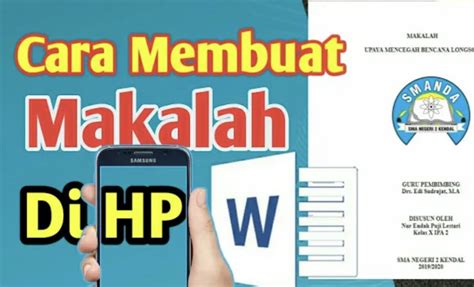 Cara Membuat
Makalah
Di HP
SAMSUNG
W
MAKALAH
UPAYA MENCEGAH BENCANA LONGSO
SMANDA
SMA NEGERI 2 KENDAL
GURU PEMBIMBING
Drs. Edi Sudrajat, M.A
DISUSUN OLEH
Nur Endah Puji Lestari
Kelas X IPA 2
SMA NEGERI 2 KENDAL
2019/2020